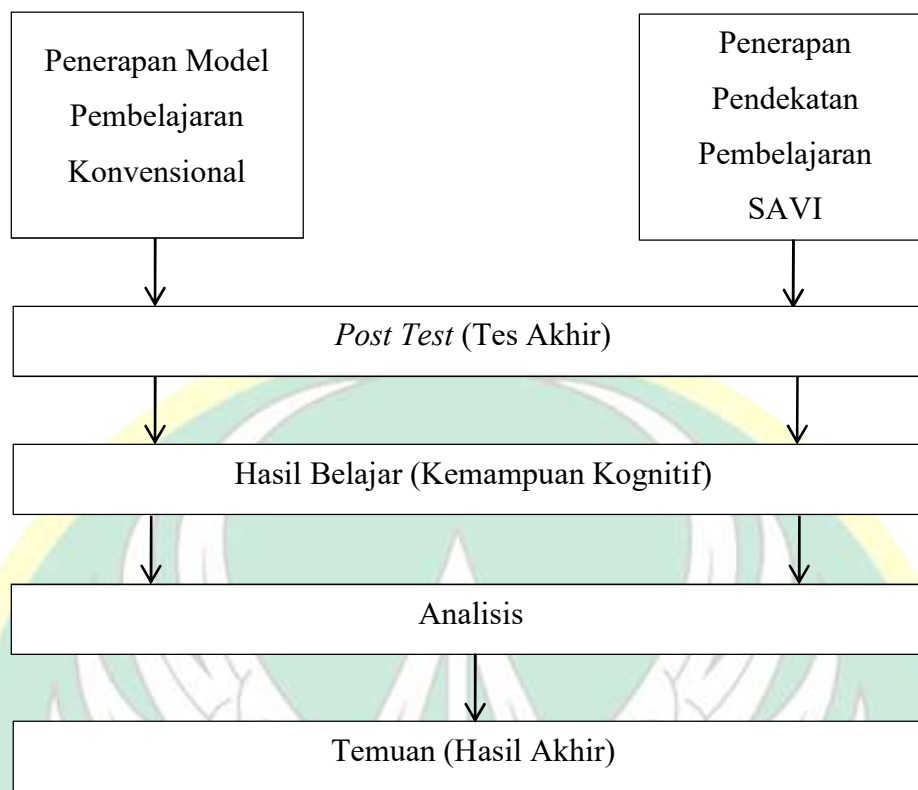 Penerapan Model
Pembelajaran
Konvensional
Penerapan
Pendekatan
Pembelajaran
SAVI
Post Test (Tes Akhir)
Hasil Belajar (Kemampuan Kognitif)
Analisis
Temuan (Hasil Akhir)